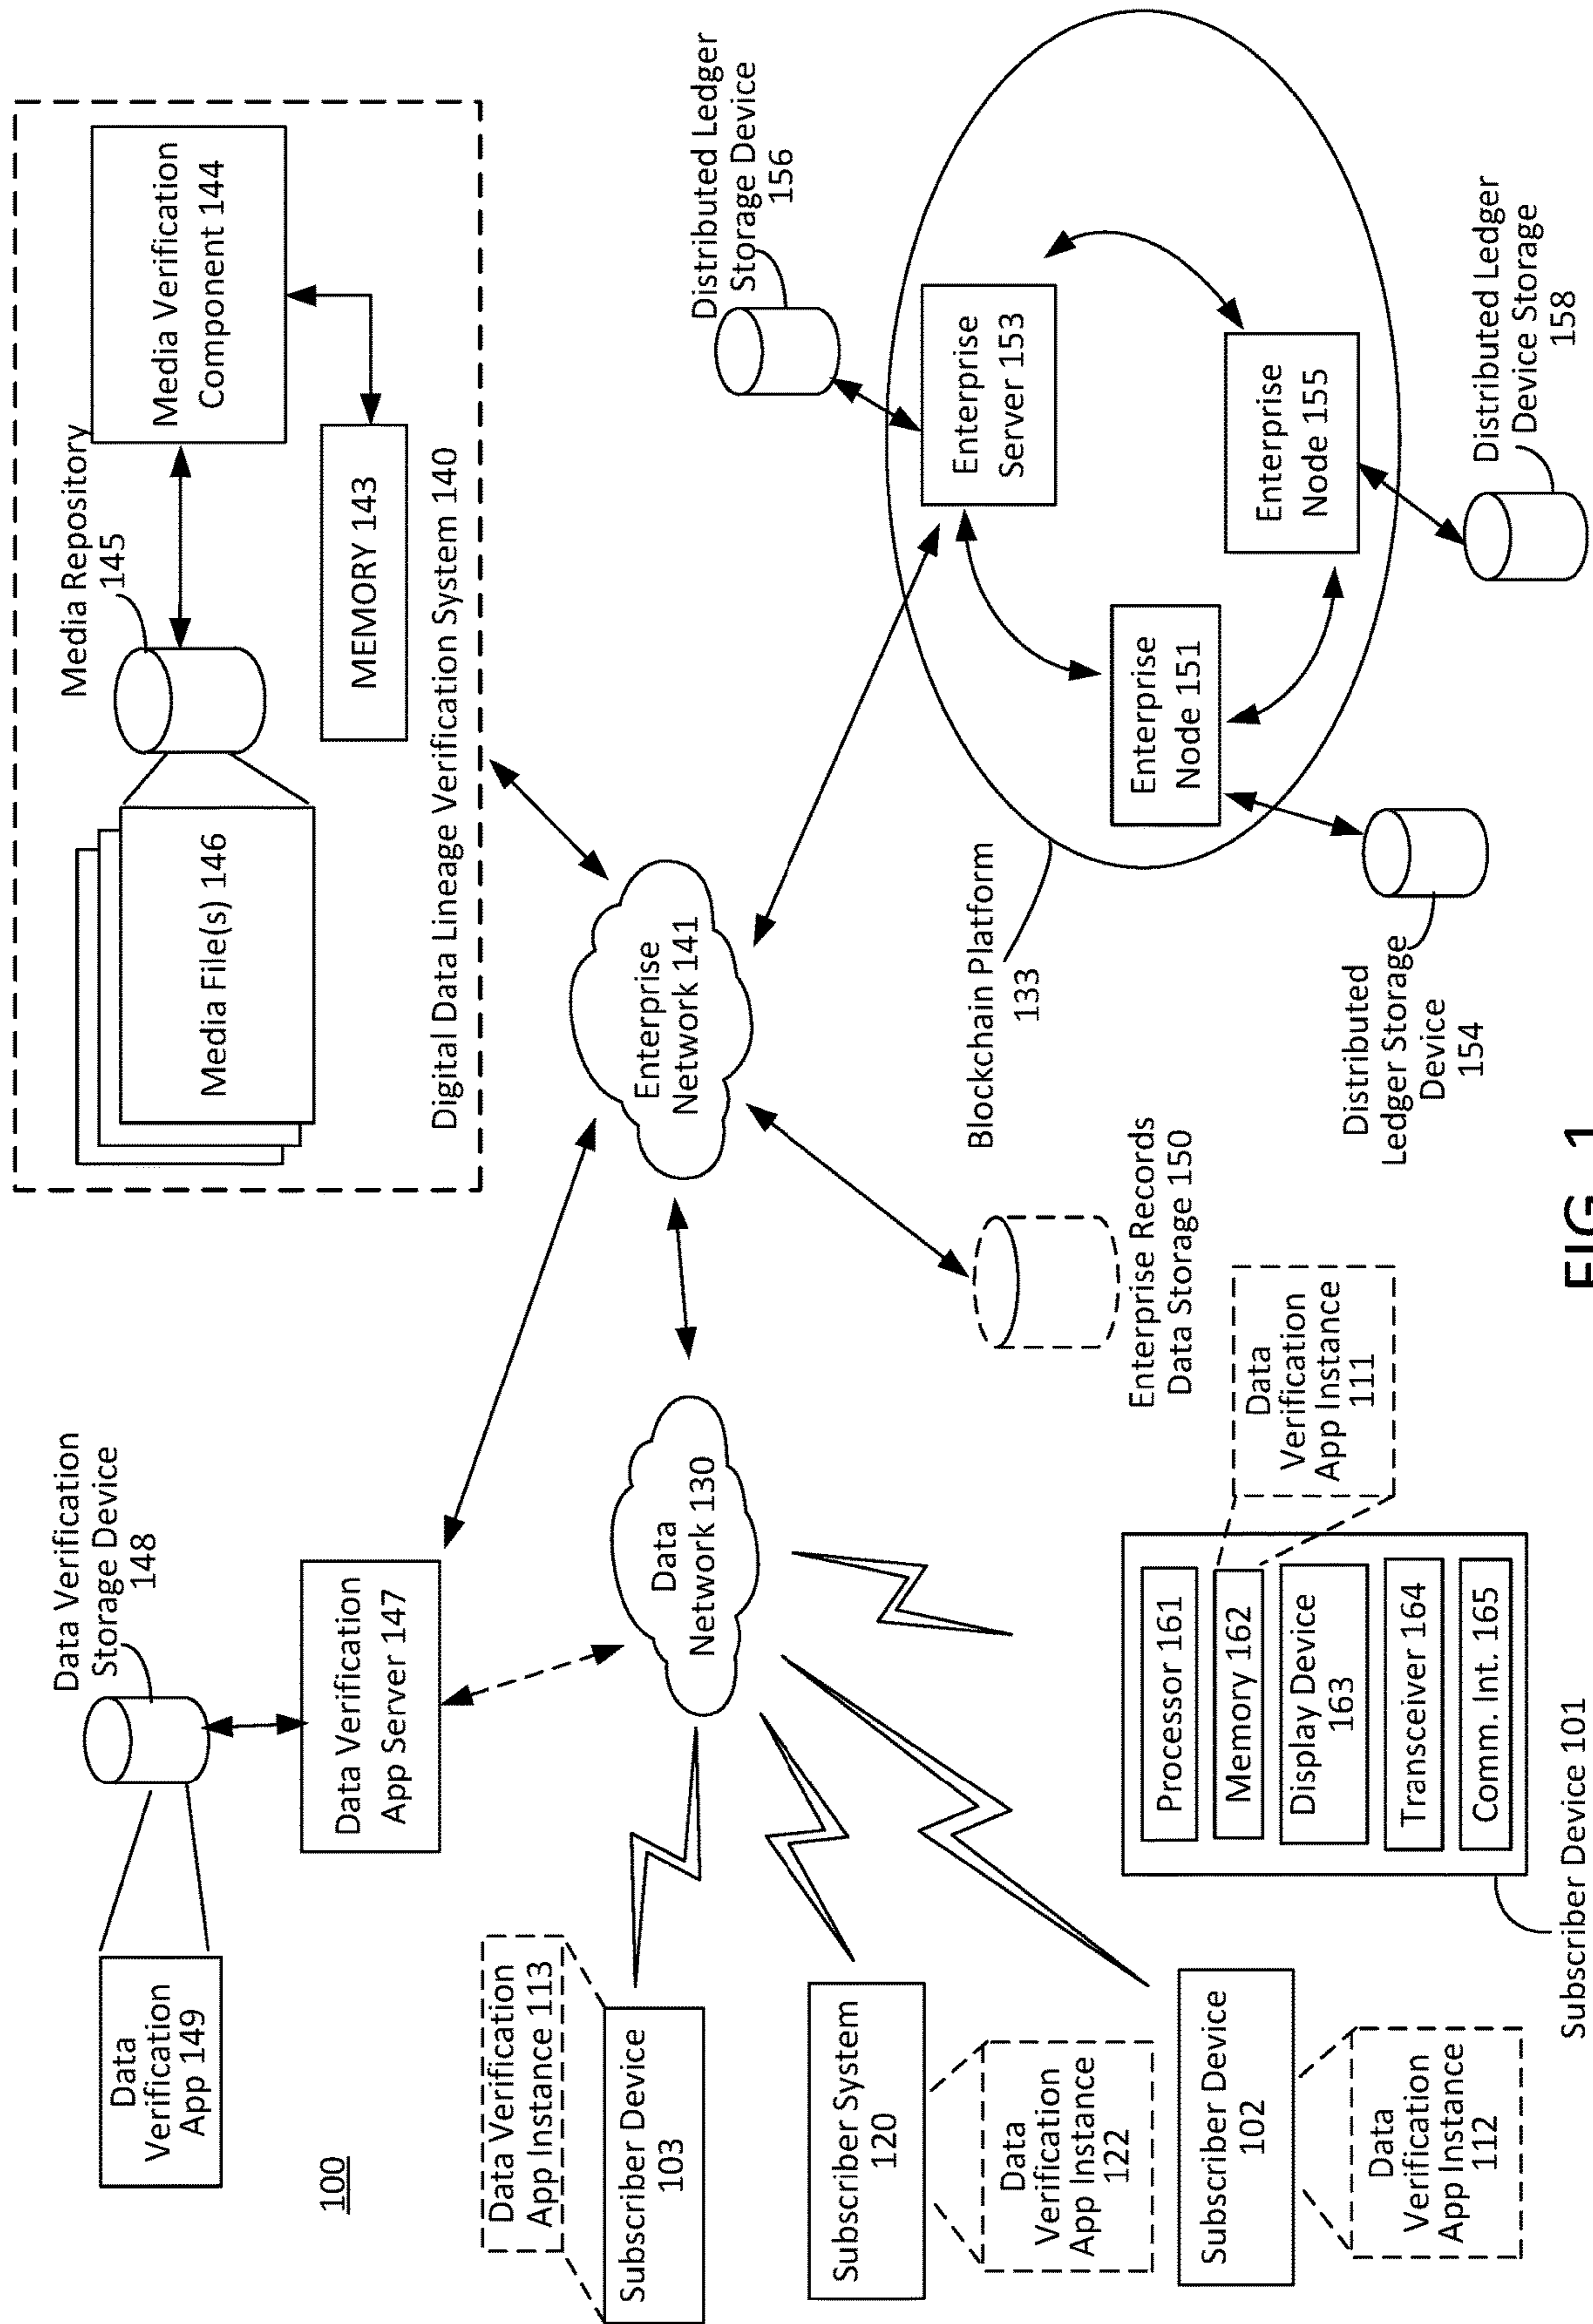 100
Data
Verification
App 149
Data Verification
Storage Device
148
Data Verification
App Server 147
Media File(s) 146
Media Repository
145
Media Verification
Component 144
MEMORY 143
Digital Data Lineage Verification System 140
Data Verification
App Instance 113
Subscriber Device
103
Subscriber System
120
Data
Verification
App Instance
122
Subscriber Device
102
Data
Verification
App Instance
112
Data
Network 130
Enterprise
Network 141
Enterprise Records
Data Storage 150
Processor 161
Memory 162
Display Device
163
Transceiver 164
Comm. Int. 165
Subscriber Device 101
Data
Verification
App Instance
111
Blockchain Platform
133
Distributed Ledger
Storage Device
156
Enterprise
Server 153
Enterprise
Node 151
Enterprise
Node 155
Distributed
Ledger Storage
Device
154
Distributed Ledger
Device Storage
158
FIG. 1